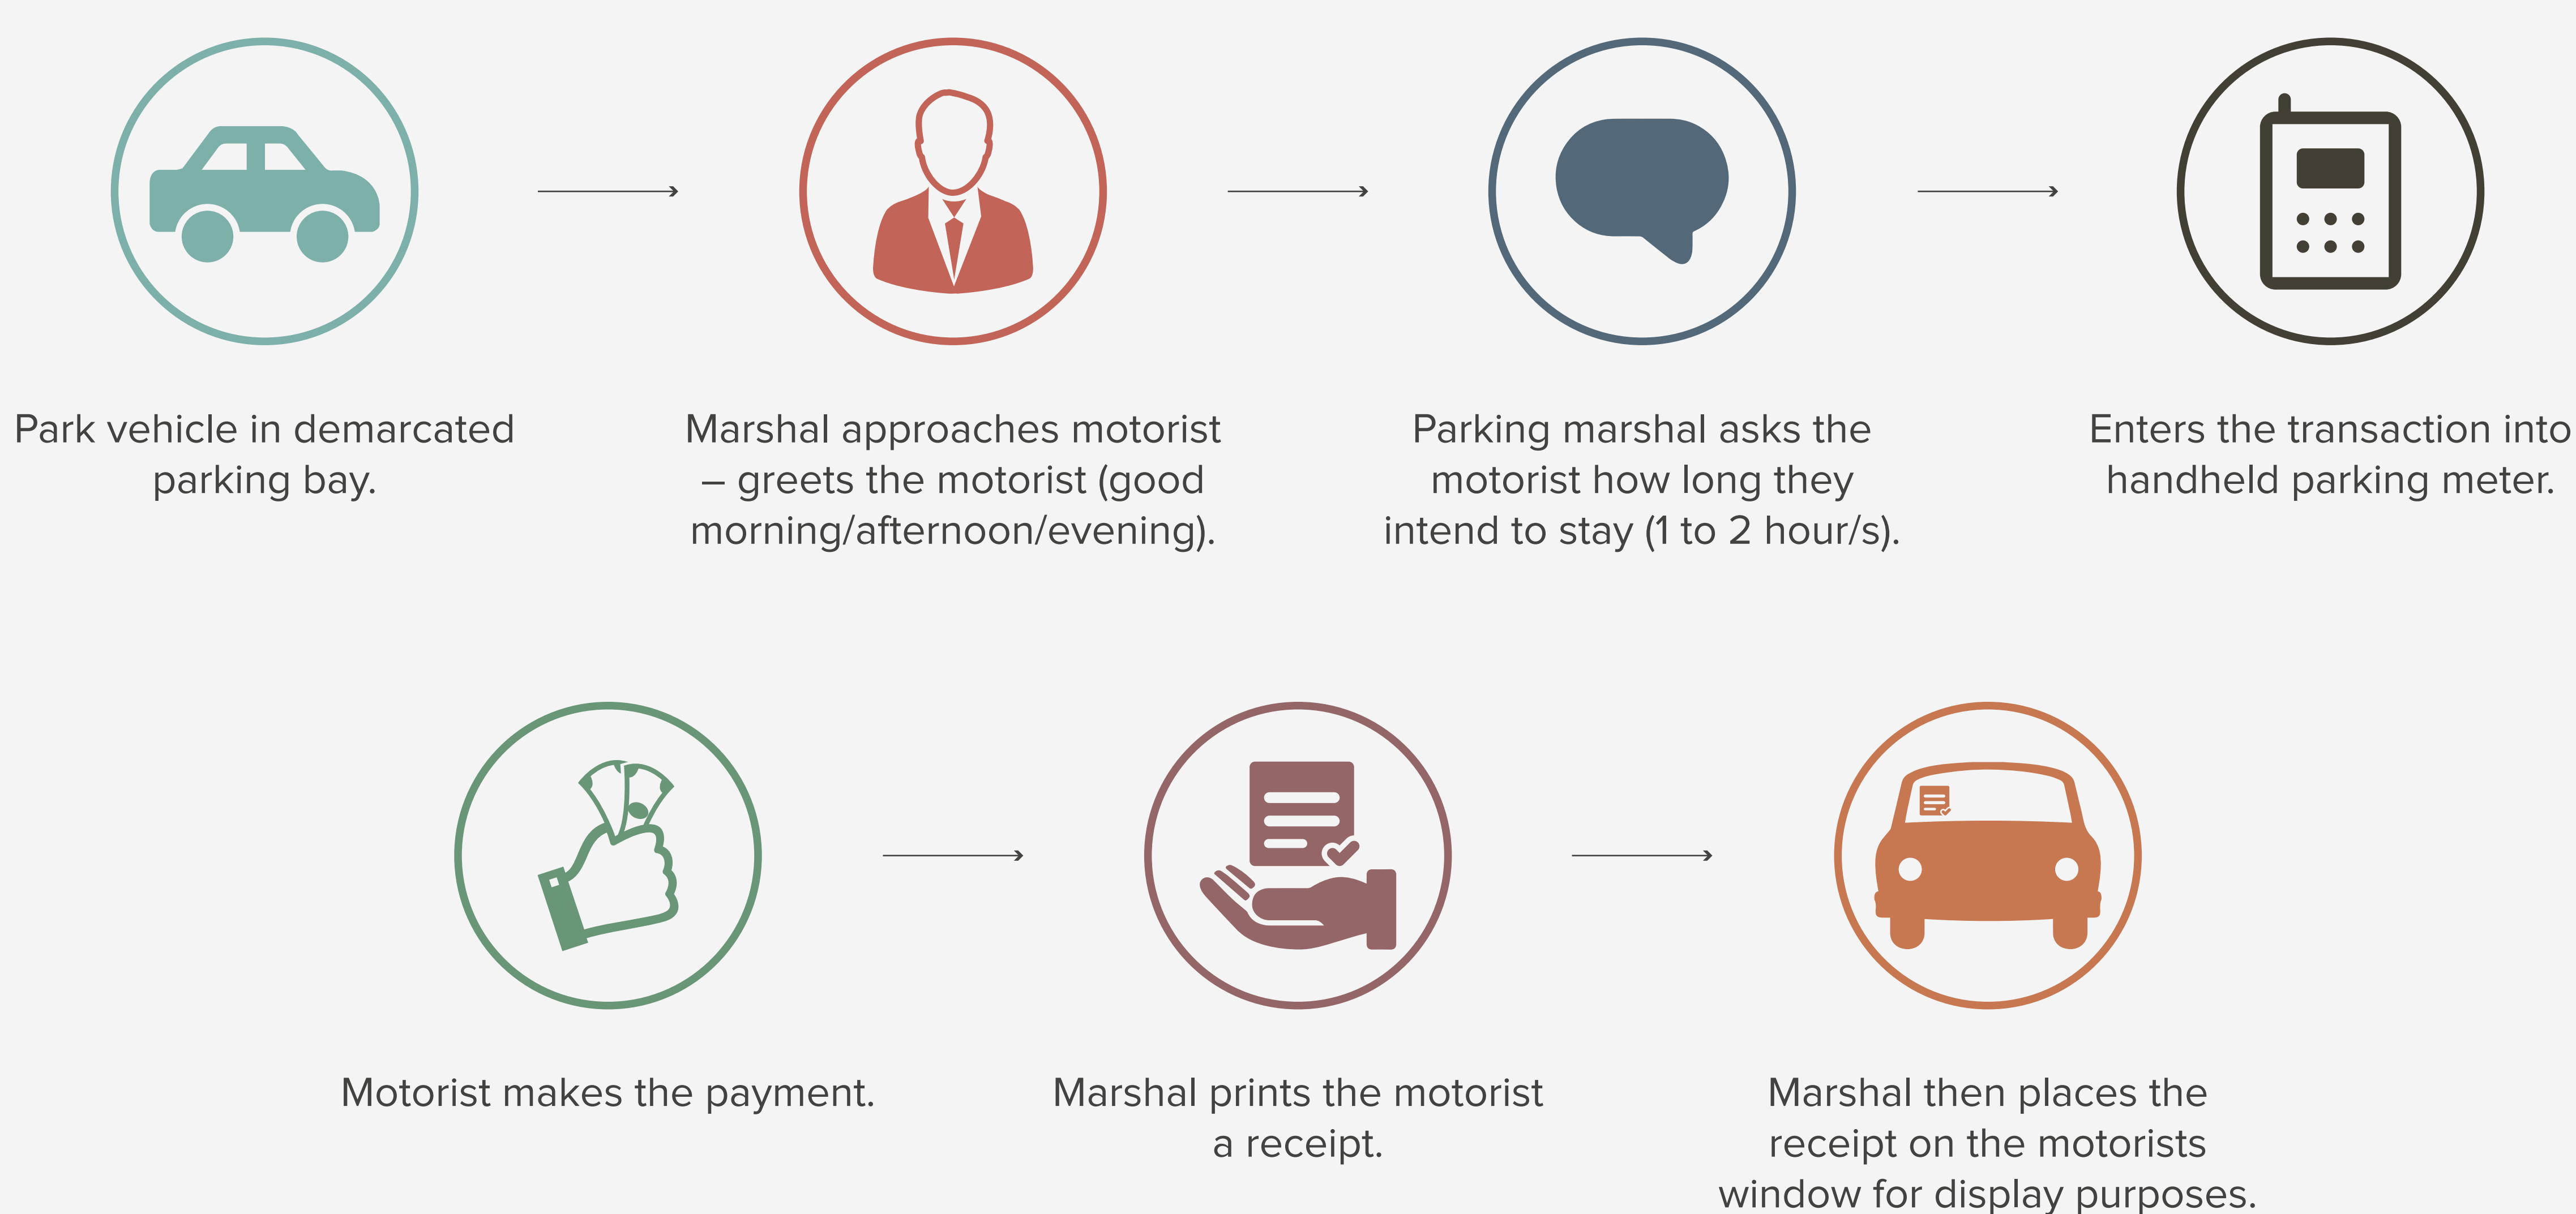 Park vehicle in demarcated
parking bay.
Marshal approaches motorist
– greets the motorist (good
morning/afternoon/evening).
Parking marshal asks the
motorist how long they
intend to stay (1 to 2 hour/s).
Enters the transaction into
handheld parking meter.
Motorist makes the payment.
Marshal prints the motorist
a receipt.
Marshal then places the
receipt on the motorists
window for display purposes.